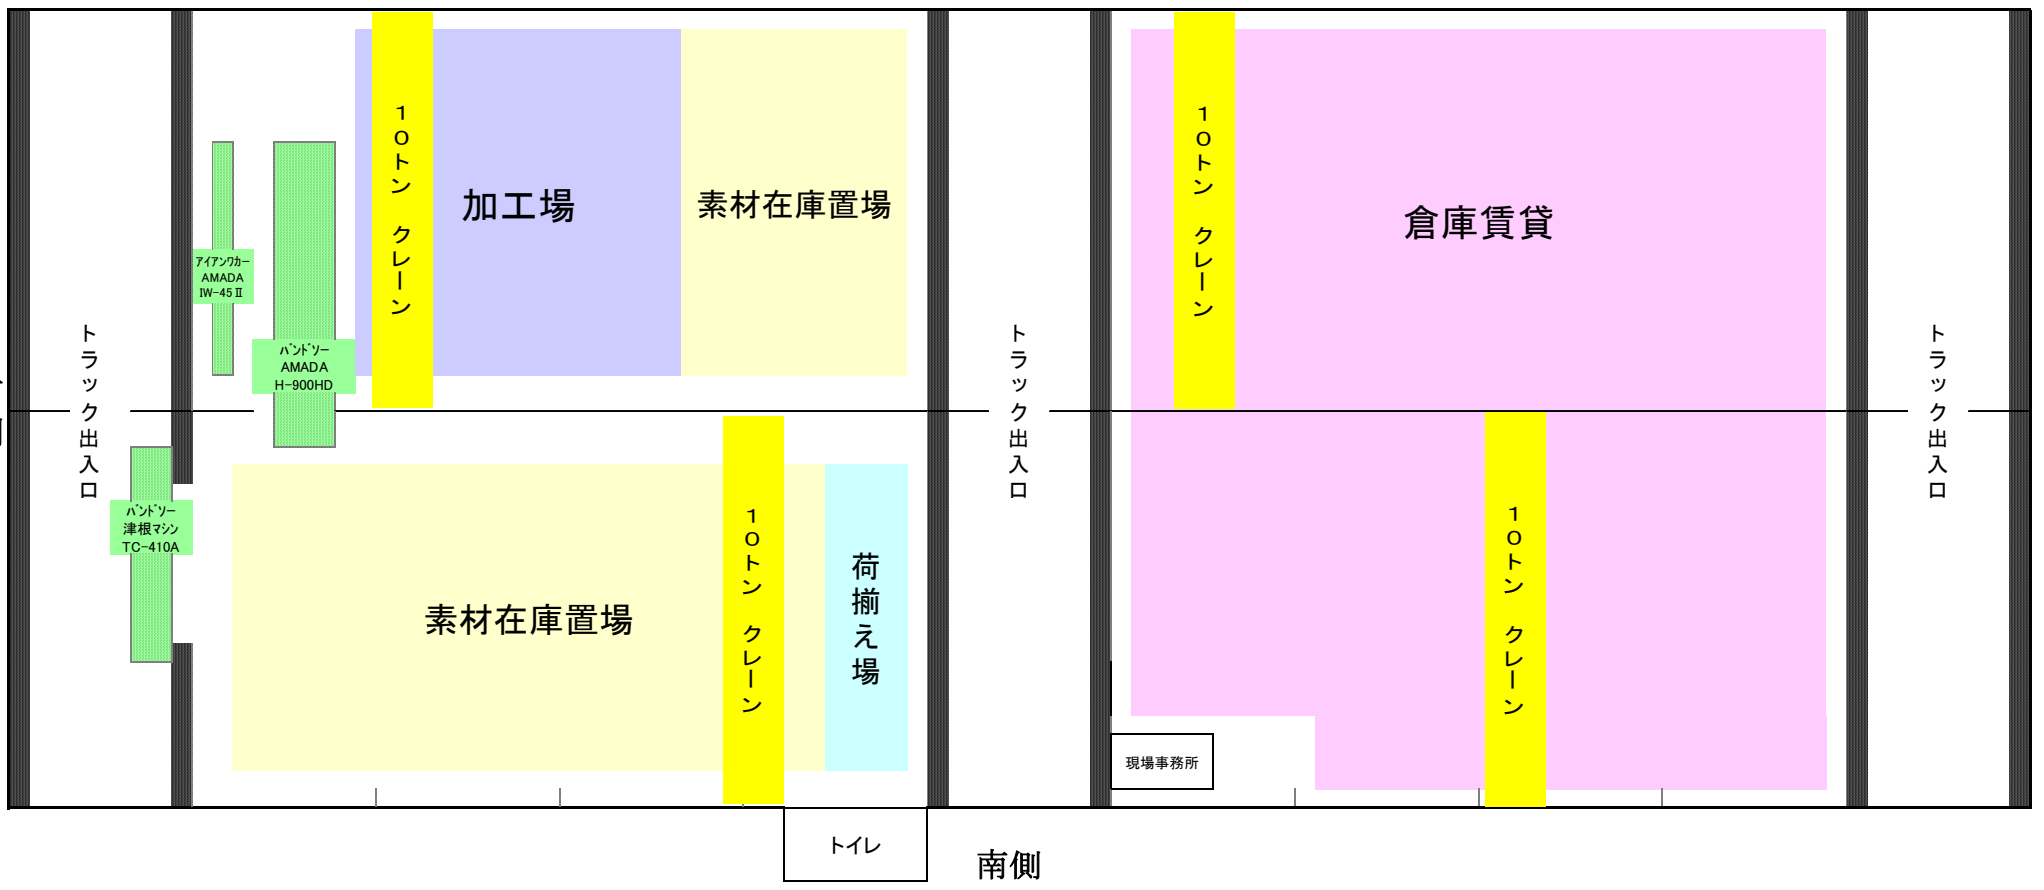 10トン クレーン
加工場
素材在庫置場
10トン クレーン
倉庫賃貸
アイアンワカー
AMADA
IW-45Ⅱ
バンドソー
AMADA
H-900HD
トラック出入口
トラック出入口
トラック出入口
バンドソー
津根マシン
TC-410A
素材在庫置場
10トン クレーン
荷揃え場
10トン クレーン
現場事務所
トイレ
南側